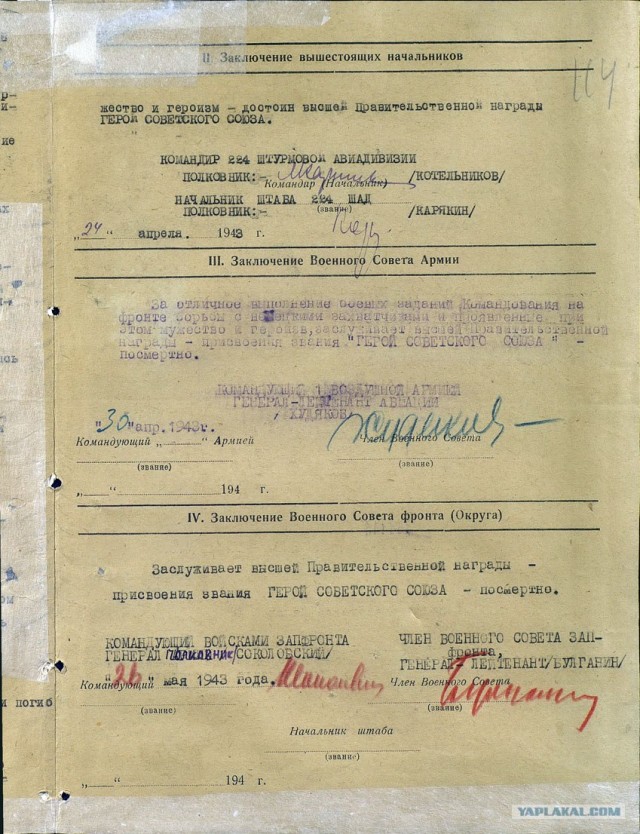 114
II Заключение вышестоящих начальников
жество и героизм - достоин высшей Правительственной награды
ГЕРОЙ СОВЕТСКОГО СОЮЗА.
КОМАНДИР 224 ШТУРМОВОЙ АВИАДИВИЗИИ
ПОЛКОВНИК:- /КОТЕЛЬНИКОВ/
Командир (Начальник)
НАЧАЛЬНИК ШТАБА 224 ШАД
ПОЛКОВНИК:- (звание) /КАРЯКИН/
„24“ апреля. 1943 г.
III. Заключение Военного Совета Армии
За отличное выполнение боевых заданий Командования на
фронте борьбы с немецкими захватчиками и проявленные при
этом мужество и героизм, заслуживает высшей Правительственной
награды - присвоения звания "ГЕРОЙ СОВЕТСКОГО СОЮЗА" -
посмертно.
КОМАНДУЮЩИЙ 1 ВОЗДУШНОЙ АРМИЕЙ
ГЕНЕРАЛ-ЛЕЙТЕНАНТ АВИАЦИИ
/ХУДЯКОВ/
"30" апр. 1943г.
Командующий „ “ Армией Член Военного Совета
(звание) (звание)
„ “ 194 г.
IV. Заключение Военного Совета фронта (Округа)
Заслуживает высшей Правительственной награды -
присвоения звания ГЕРОЙ СОВЕТСКОГО СОЮЗА - посмертно.
КОМАНДУЮЩИЙ ВОЙСКАМИ ЗАПФРОНТА ЧЛЕН ВОЕННОГО СОВЕТА ЗАП-
ГЕНЕРАЛ ПОЛКОВНИК/СОКОЛОВСКИЙ/ фронта,
ГЕНЕРАЛ ЛЕЙТЕНАНТ/БУЛГАНИН/
Командующий "26" мая 1943 года. Член Военного Совета
(звание) (звание)
и погиб
Начальник штаба
(звание)
„ “ 194 г.
YAPLAKAL.COM